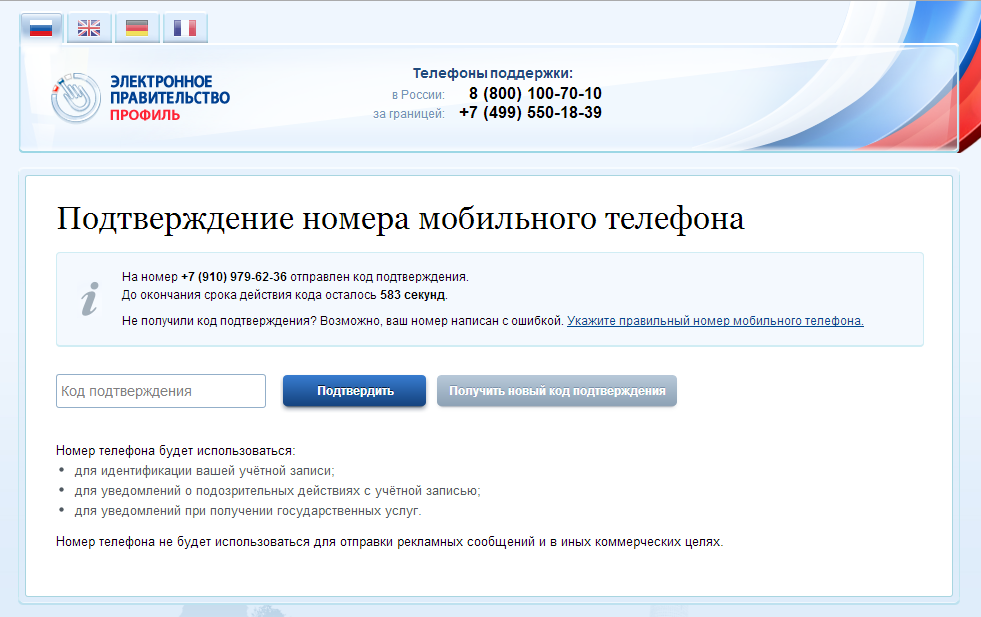 ЭЛЕКТРОННОЕ
ПРАВИТЕЛЬСТВО
ПРОФИЛЬ
Телефоны поддержки:
в России: 8 (800) 100-70-10
за границей: +7 (499) 550-18-39
Подтверждение номера мобильного телефона
На номер +7 (910) 979-62-36 отправлен код подтверждения.
До окончания срока действия кода осталось 583 секунд.
Не получили код подтверждения? Возможно, ваш номер написан с ошибкой. Укажите правильный номер мобильного телефона.
Код подтверждения
Подтвердить
Получить новый код подтверждения
Номер телефона будет использоваться:
• для идентификации вашей учётной записи;
• для уведомлений о подозрительных действиях с учётной записью;
• для уведомлений при получении государственных услуг.
Номер телефона не будет использоваться для отправки рекламных сообщений и в иных коммерческих целях.